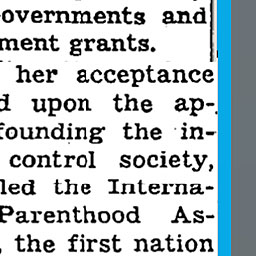 overnments and
ment grants.
her acceptance
d upon the ap-
founding the in-
control society,
led the Interna-
Parenthood As-
, the first nation